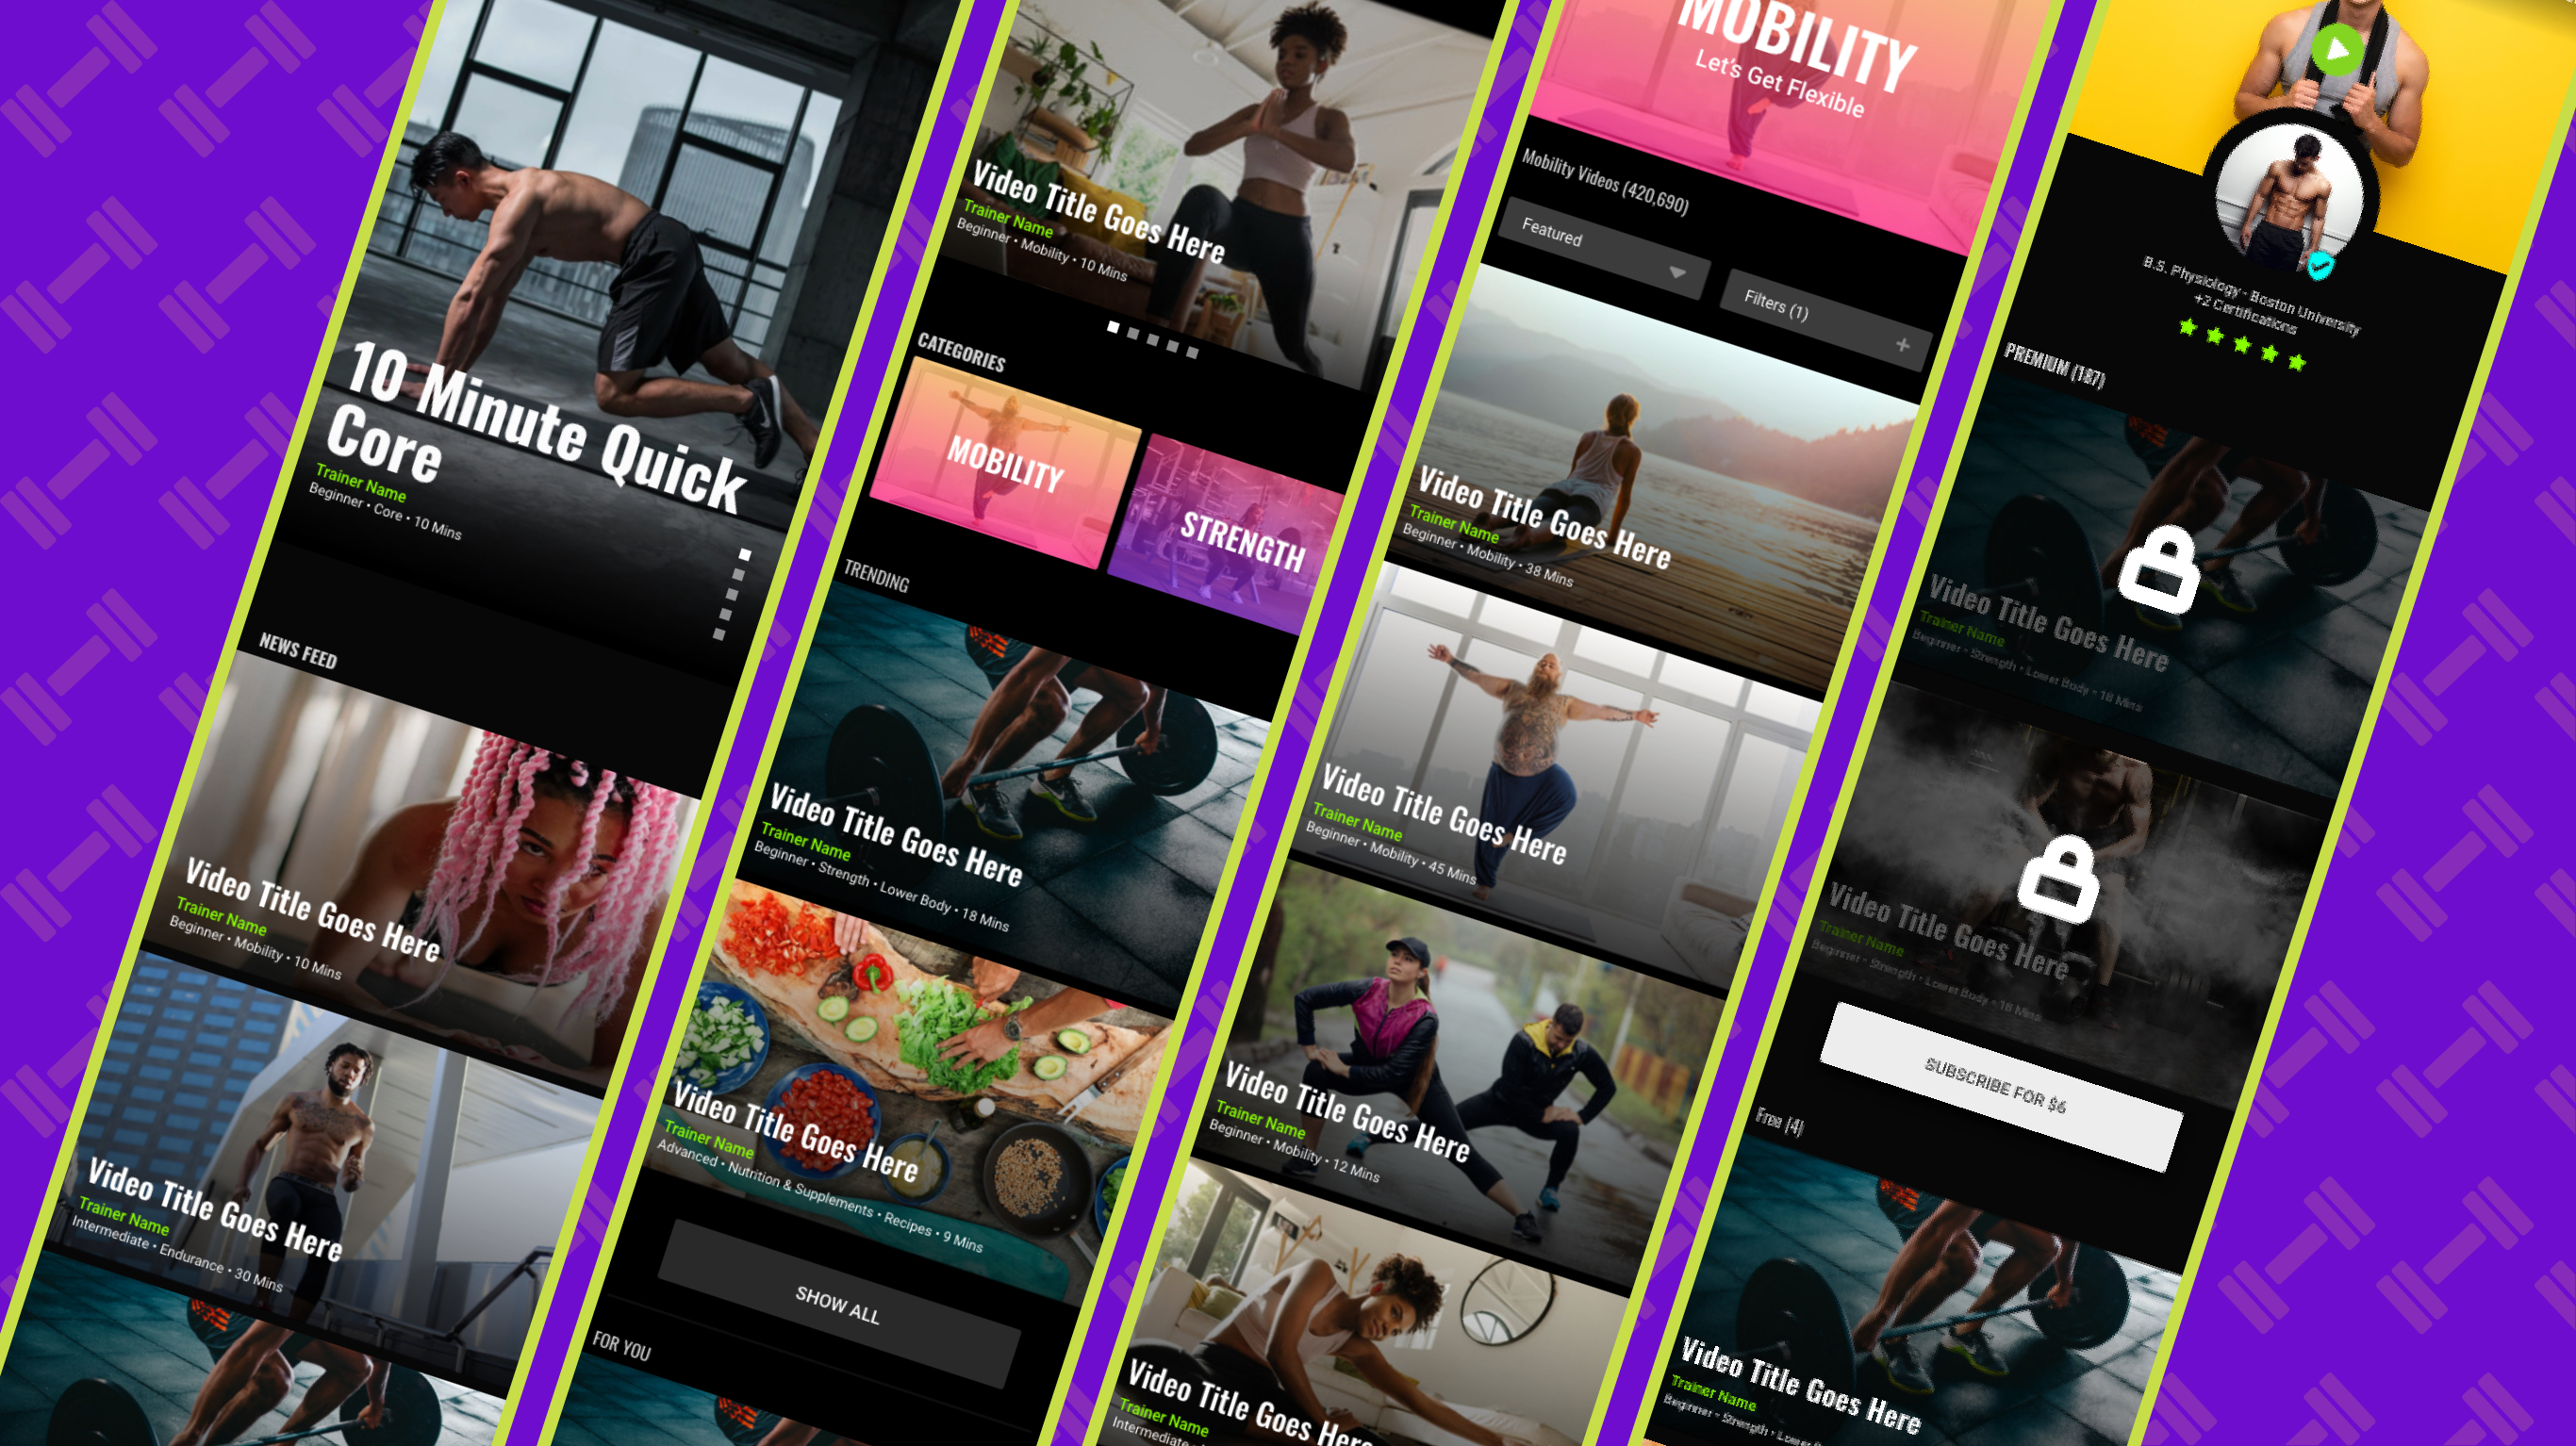 10 Minute Quick
Core
Trainer Name
Beginner • Core • 10 Mins
NEWS FEED
Video Title Goes Here
Trainer Name
Beginner • Mobility • 10 Mins
Video Title Goes Here
Trainer Name
Intermediate • Endurance • 30 Mins
Video Title Goes Here
Trainer Name
Beginner • Mobility • 10 Mins
CATEGORIES
MOBILITY
STRENGTH
TRENDING
Video Title Goes Here
Trainer Name
Beginner • Strength • Lower Body • 18 Mins
Video Title Goes Here
Trainer Name
Advanced • Nutrition & Supplements • Recipes • 9 Mins
SHOW ALL
FOR YOU
MOBILITY
Let's Get Flexible
Mobility Videos (420,690)
Featured
Filters (1)
Video Title Goes Here
Trainer Name
Beginner • Mobility • 38 Mins
Video Title Goes Here
Trainer Name
Beginner • Mobility • 45 Mins
Video Title Goes Here
Trainer Name
Beginner • Mobility • 12 Mins
Video Title Goes Here
Trainer Name
Intermediate •
B.S. Physiology - Boston University
+2 Certifications
PREMIUM (187)
Video Title Goes Here
Trainer Name
Beginner • Strength • Lower Body • 18 Mins
Video Title Goes Here
Trainer Name
Beginner • Strength • Lower Body • 18 Mins
SUBSCRIBE FOR $6
Free (4)
Video Title Goes Here
Trainer Name
Beginner • Strength • Lower